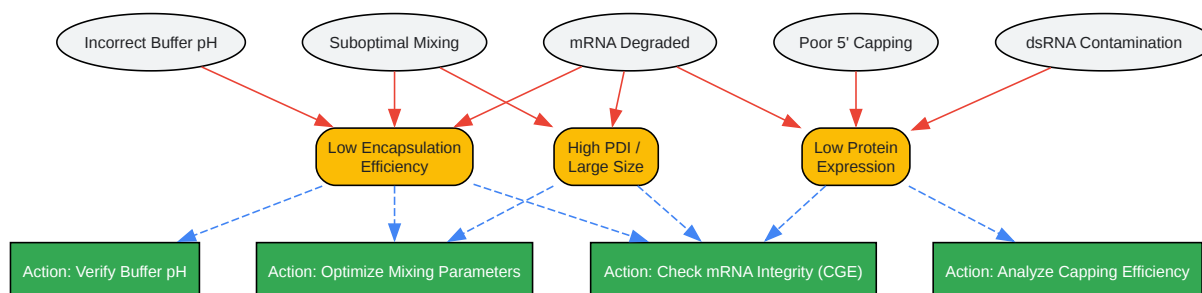 Incorrect Buffer pH
Suboptimal Mixing
mRNA Degraded
Poor 5' Capping
dsRNA Contamination
Low Encapsulation
Efficiency
High PDI /
Large Size
Low Protein
Expression
Action: Verify Buffer pH
Action: Optimize Mixing Parameters
Action: Check mRNA Integrity (CGE)
Action: Analyze Capping Efficiency